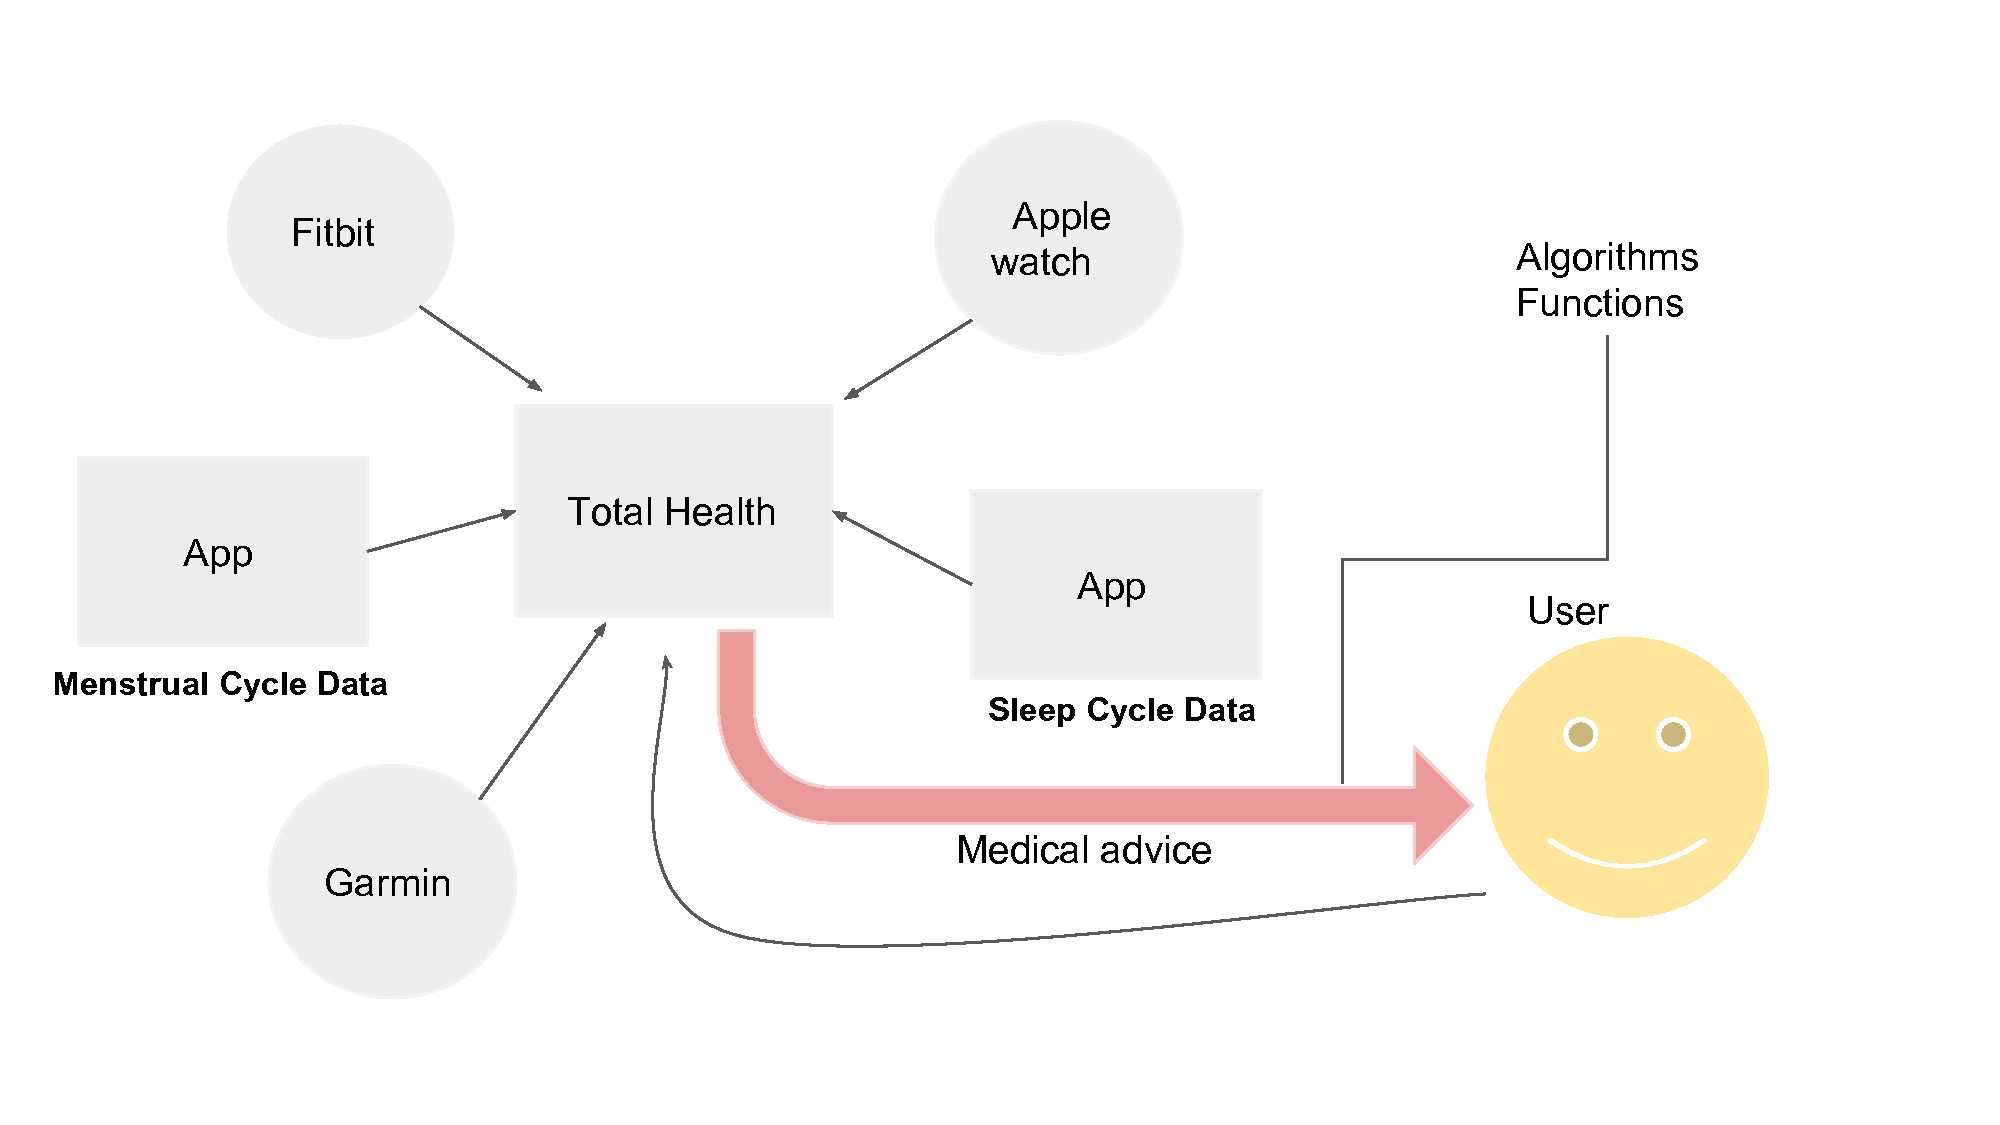 Fitbit
Apple
watch
Algorithms
Functions
Total Health
App
App
User
Menstrual Cycle Data
Sleep Cycle Data
Medical advice
Garmin